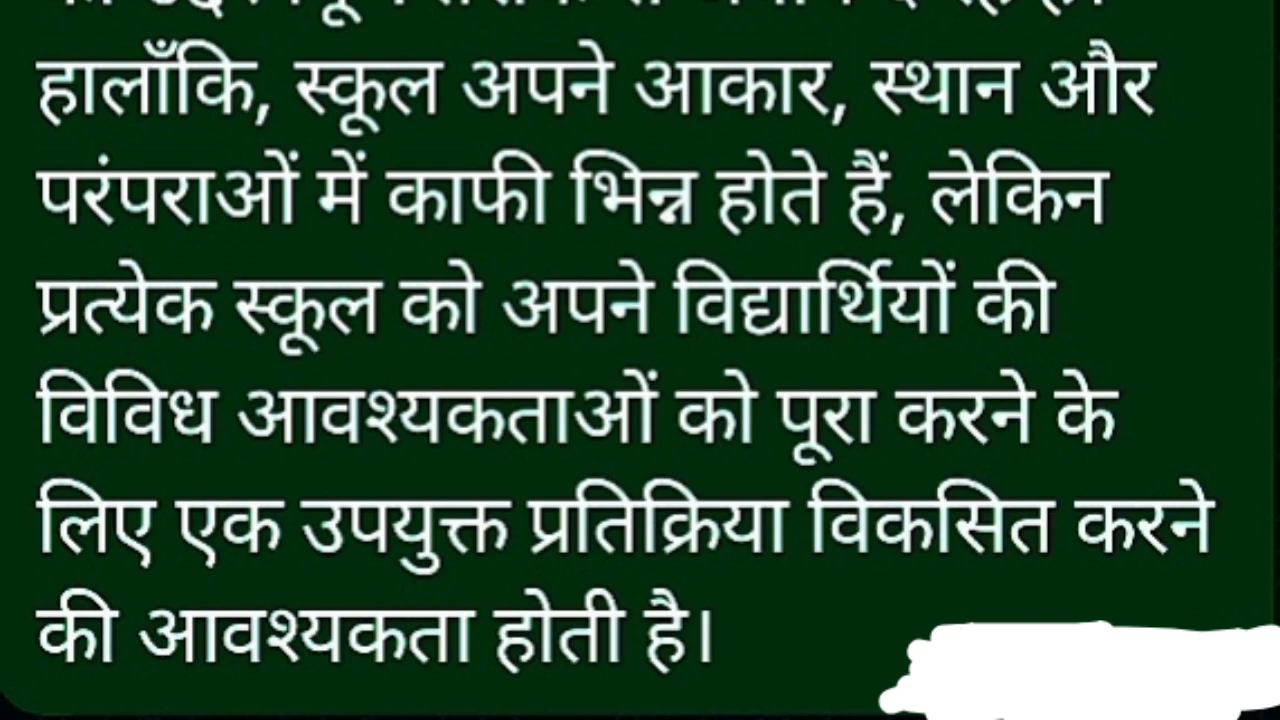 हालाँकि, स्कूल अपने आकार, स्थान और
परंपराओं में काफी भिन्न होते हैं, लेकिन
प्रत्येक स्कूल को अपने विद्यार्थियों की
विविध आवश्यकताओं को पूरा करने के
लिए एक उपयुक्त प्रतिक्रिया विकसित करने
की आवश्यकता होती है।